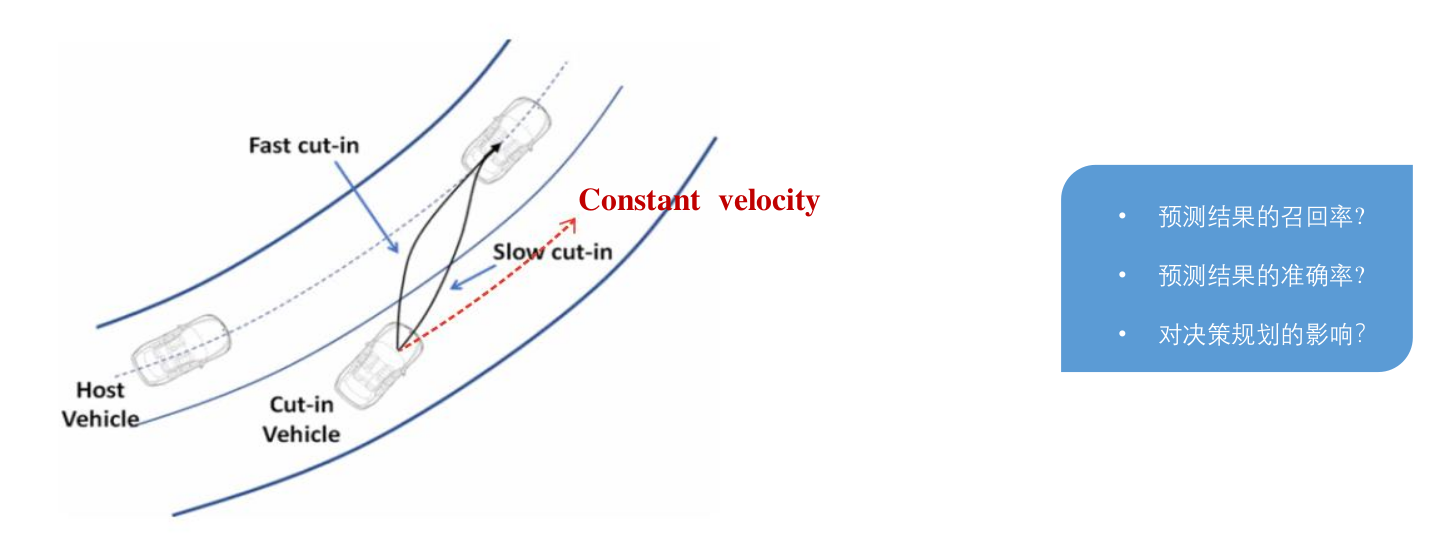 Fast cut-in
Constant velocity
Slow cut-in
Host
Vehicle
Cut-in
Vehicle
• 预测结果的召回率?
• 预测结果的准确率?
• 对决策规划的影响?